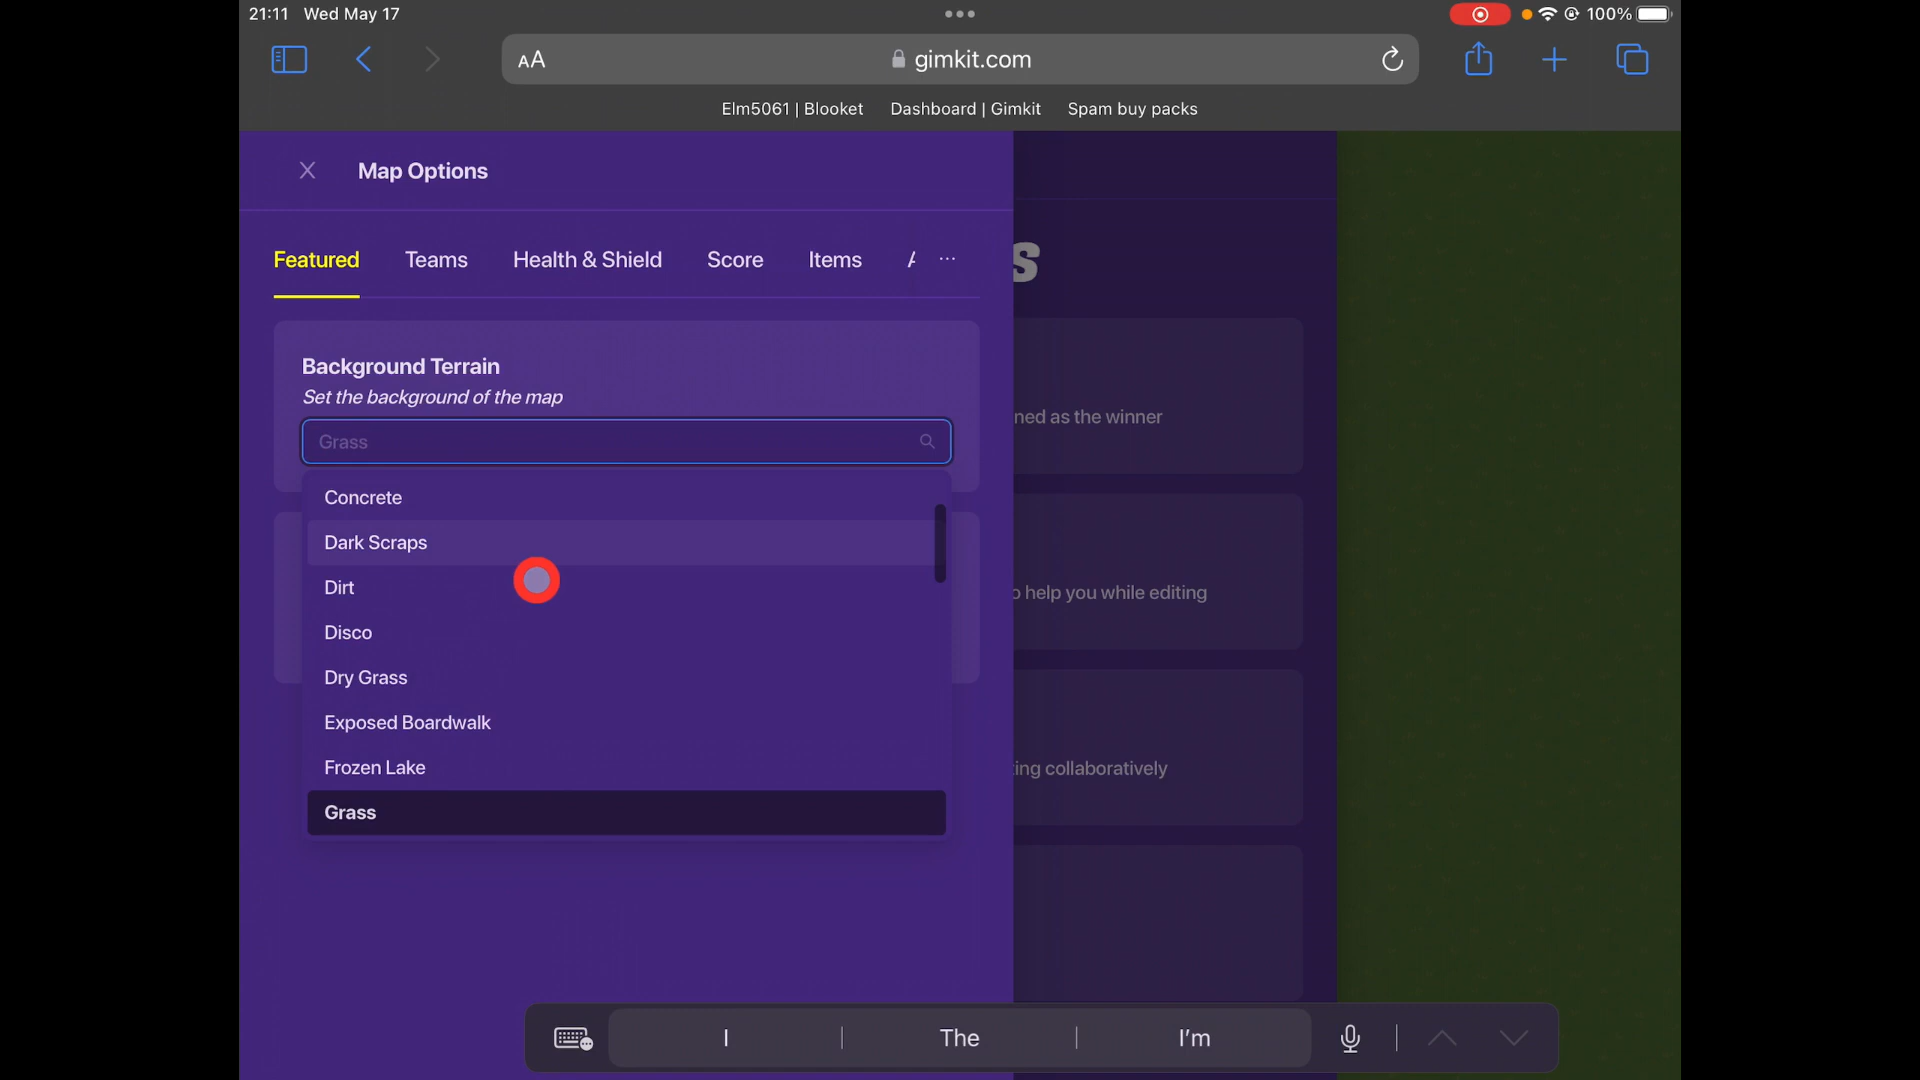 21:11 Wed May 17
100%
AA
gimkit.com
Elm5061 | Blooket Dashboard | Gimkit Spam buy packs
Map Options
Featured Teams Health & Shield Score Items
s
Background Terrain
Set the background of the map
Grass
Concrete
Dark Scraps
Dirt
Disco
Dry Grass
Exposed Boardwalk
Frozen Lake
Grass
ned as the winner
o help you while editing
ting collaboratively
I The I'm